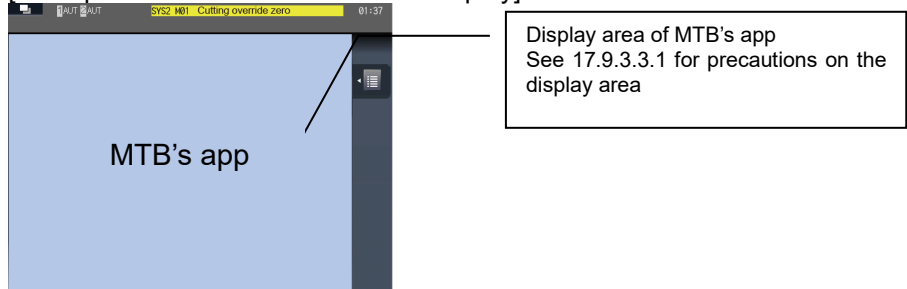 1AUT 2AUT SYS2 M01 Cutting override zero 01:37
Display area of MTB's app
See 17.9.3.3.1 for precautions on the
display area
MTB's app